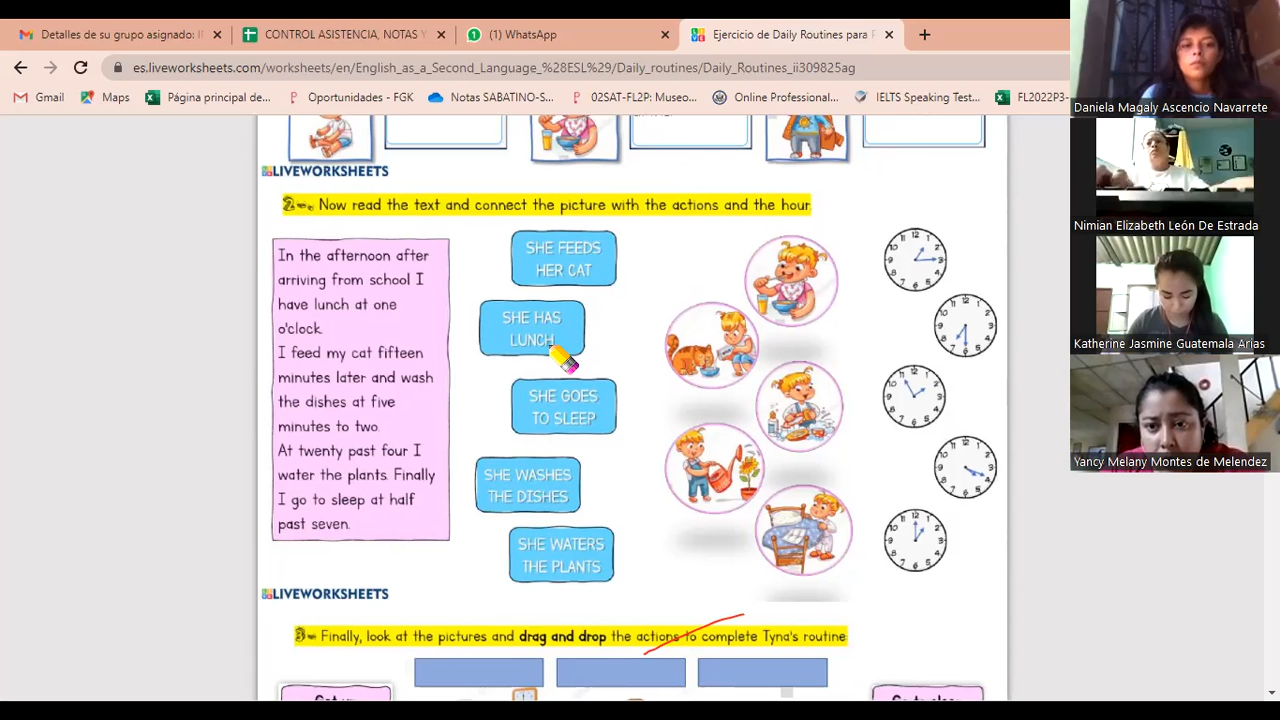 Detalles de su grupo asignado: I
CONTROL ASISTENCIA, NOTAS Y
(1) WhatsApp
Ejercicio de Daily Routines para F
es.liveworksheets.com/worksheets/en/English_as_a_Second_Language_%28ESL%29/Daily_routines/Daily_Routines_ii309825ag
Gmail
Maps
Página principal de...
Oportunidacies - FGK
Notas SABATINO-S...
02SAT-FL2P: Museo...
Online Professional...
IELTS Speaking Test...
FL2022P3-
LIVEWORKSHEETS
2 Now read the text and connect the picture with the actions and the hour.
In the afternoon after
arriving from school I
have lunch at one
o'clock.
I feed my cat fifteen
minutes later and wash
the dishes at five
minutes to two.
At twenty past four I
water the plants. Finally
I go to sleep at half
past seven.
SHE FEEDS
HER CAT
SHE HAS
LUNCH
SHE GOES
TO SLEEP
SHE WASHES
THE DISHES
SHE WATERS
THE PLANTS
LIVEWORKSHEETS
3 Finally, look at the pictures and drag and drop the actions to complete Tyna's routine.
Daniela Magaly Ascencio Navarrete
Nimian Elizabeth León De Estrada
Katherine Jasmine Guatemala Arias
Yancy Melany Montes de Melendez